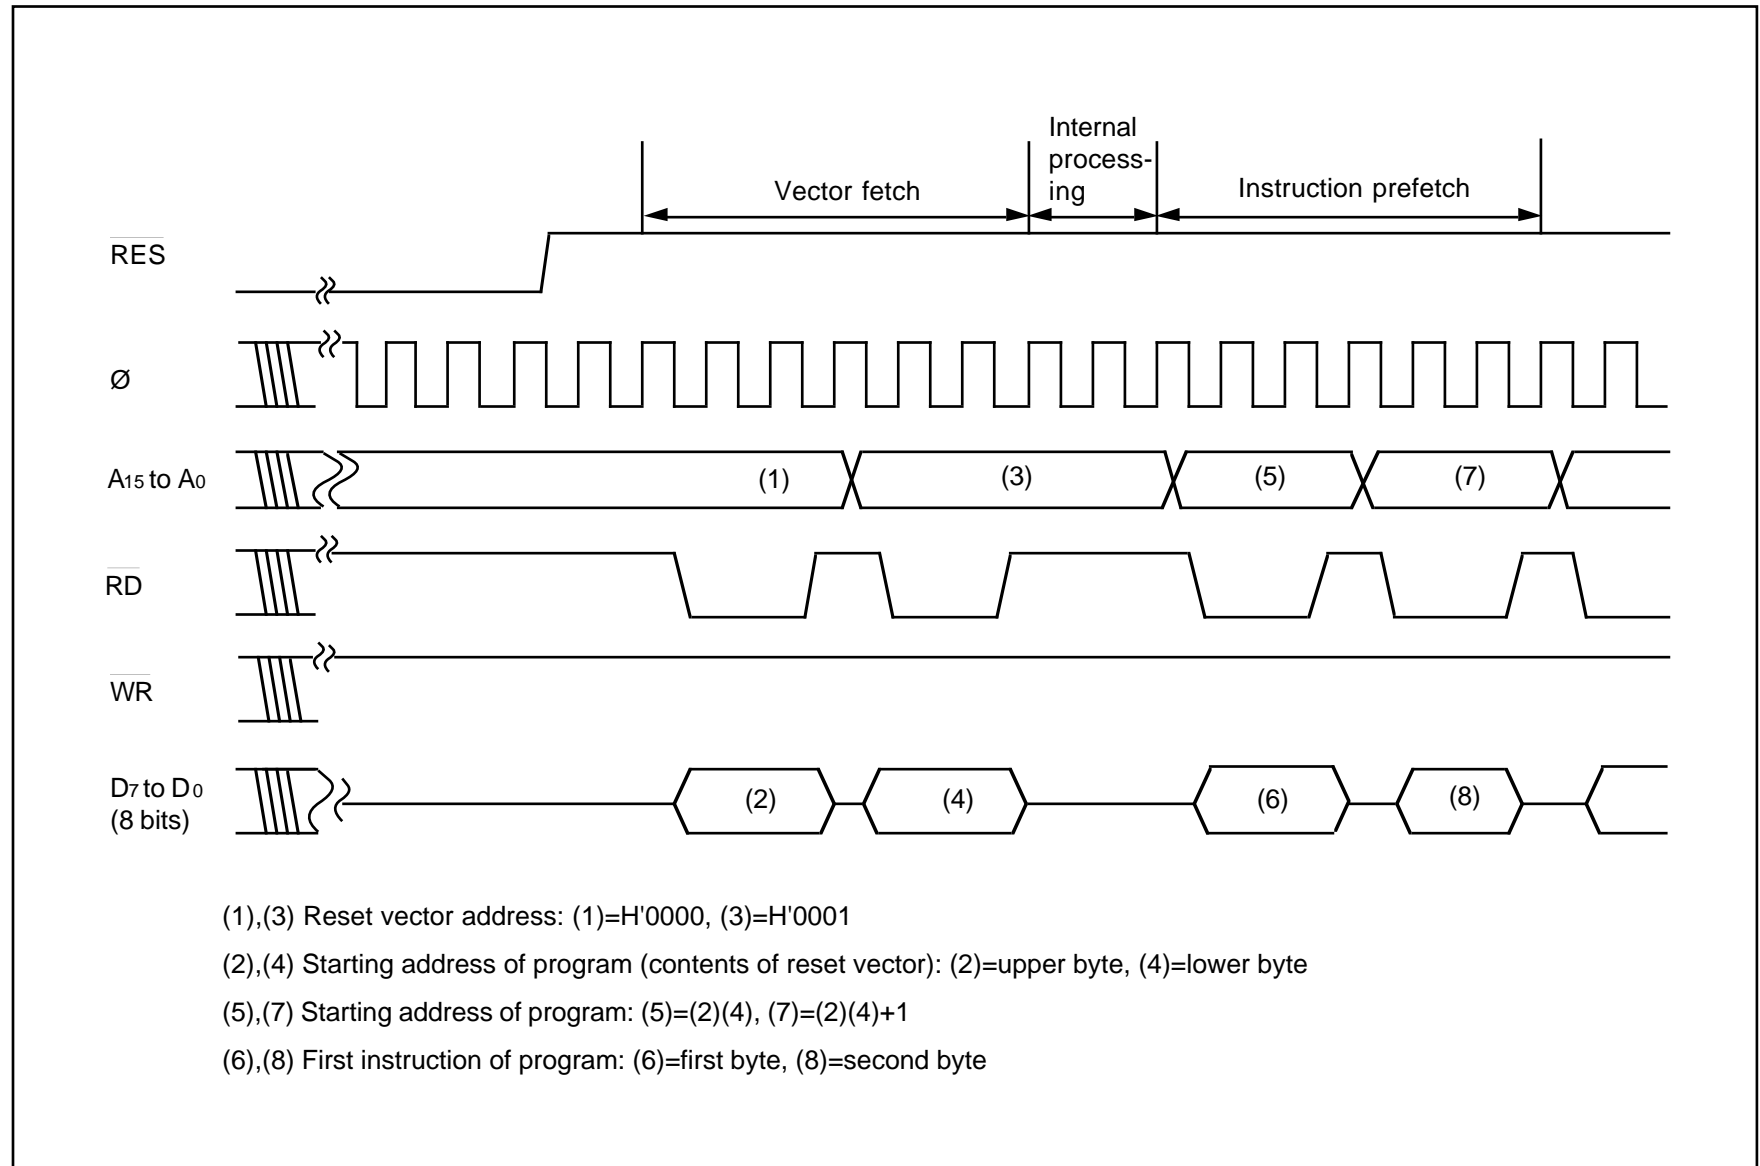 Internal
process-
ing
Vector fetch
Instruction prefetch
RES
Ø
A15 to A0
(1)
(3)
(5)
(7)
RD
WR
D7 to D0
(8 bits)
(2)
(4)
(6)
(8)
(1),(3) Reset vector address: (1)=H'0000, (3)=H'0001
(2),(4) Starting address of program (contents of reset vector): (2)=upper byte, (4)=lower byte
(5),(7) Starting address of program: (5)=(2)(4), (7)=(2)(4)+1
(6),(8) First instruction of program: (6)=first byte, (8)=second byte